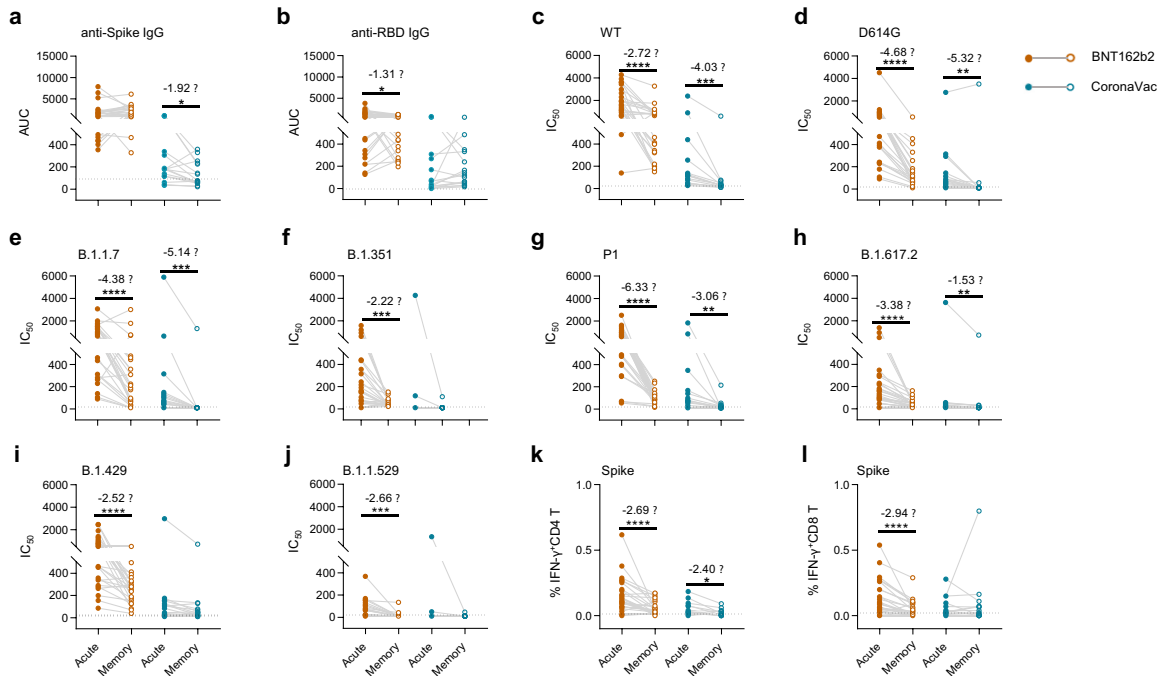 a
anti-Spike IgG
15000
10000
5000
400
200
0
AUC
-1.92 ?
*
b
anti-RBD IgG
15000
10000
5000
400
200
0
AUC
-1.31 ?
*
c
WT
6000
4000
2000
400
200
0
IC50
-2.72 ?
****
-4.03 ?
***
d
D614G
6000
4000
2000
400
200
0
IC50
-4.68 ?
****
-5.32 ?
**
BNT162b2
CoronaVac
e
B.1.1.7
6000
4000
2000
400
200
0
IC50
-4.38 ?
****
-5.14 ?
***
f
B.1.351
6000
4000
2000
400
200
0
IC50
-2.22 ?
***
g
P1
6000
4000
2000
400
200
0
IC50
-6.33 ?
****
-3.06 ?
**
h
B.1.617.2
6000
4000
2000
400
200
0
IC50
-3.38 ?
****
-1.53 ?
**
i
B.1.429
6000
4000
2000
400
200
0
IC50
-2.52 ?
****
Acute
Memory
Acute
Memory
j
B.1.1.529
6000
4000
2000
400
200
0
IC50
-2.66 ?
***
Acute
Memory
Acute
Memory
k
Spike
1.0
0.5
0.0
% IFN-γ+CD4 T
-2.69 ?
****
-2.40 ?
*
Acute
Memory
Acute
Memory
l
Spike
1.0
0.5
0.0
% IFN-γ+CD8 T
-2.94 ?
****
Acute
Memory
Acute
Memory